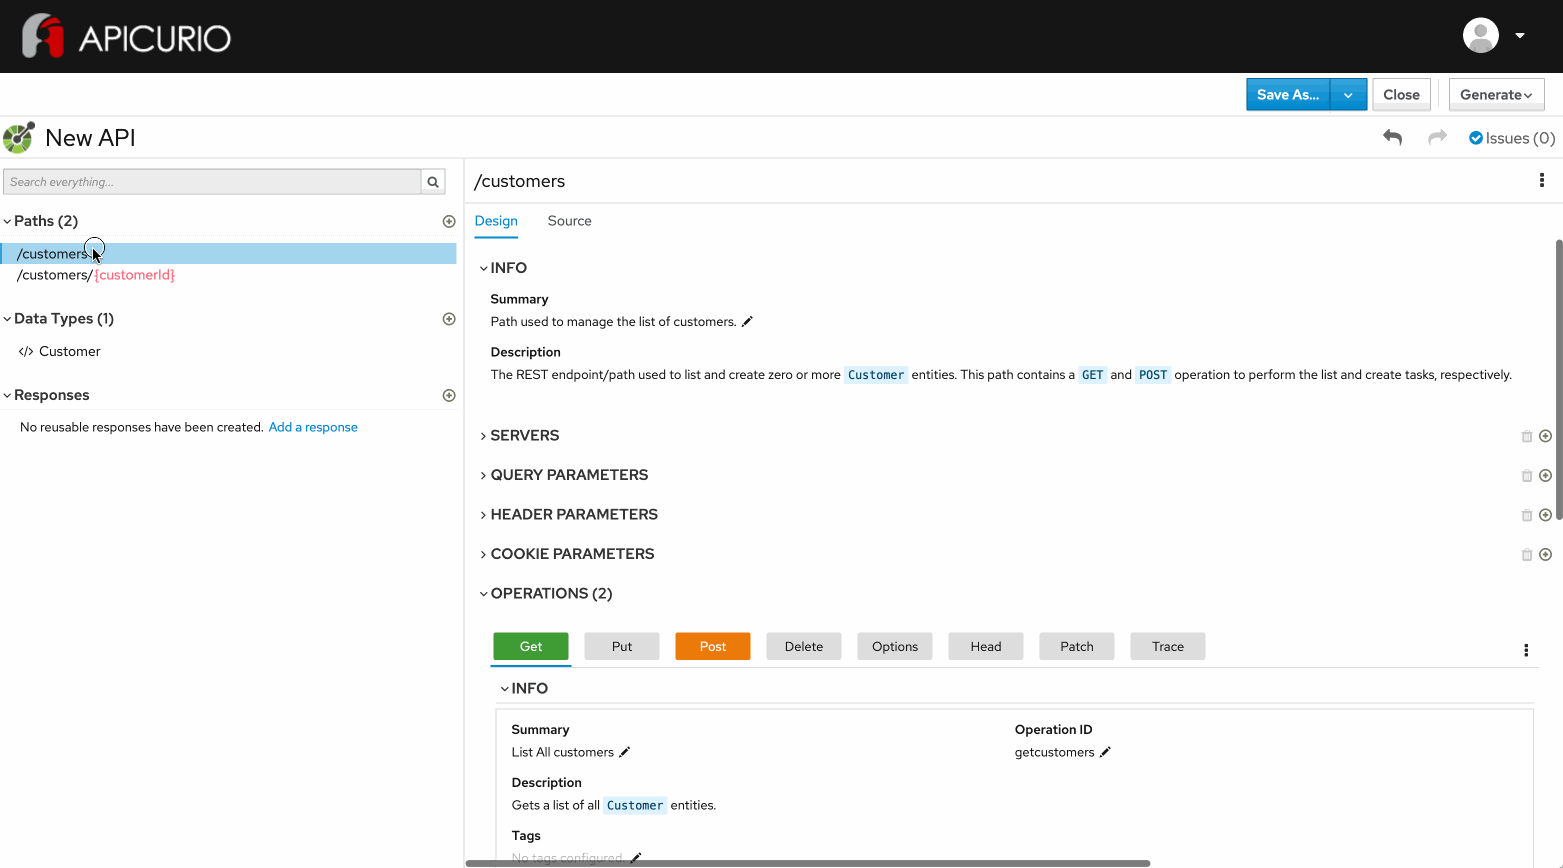 APICURIO
Save As...
Close
Generate
New API
Issues (0)
Search everything...
Paths (2)
/customers
/customers/{customerId}
Data Types (1)
</> Customer
Responses
No reusable responses have been created. Add a response
/customers
Design
Source
INFO
Summary
Path used to manage the list of customers.
Description
The REST endpoint/path used to list and create zero or more Customer entities. This path contains a GET and POST operation to perform the list and create tasks, respectively.
SERVERS
QUERY PARAMETERS
HEADER PARAMETERS
COOKIE PARAMETERS
OPERATIONS (2)
Get
Put
Post
Delete
Options
Head
Patch
Trace
INFO
Summary
Operation ID
List All customers
getcustomers
Description
Gets a list of all Customer entities.
Tags
No tags configured.